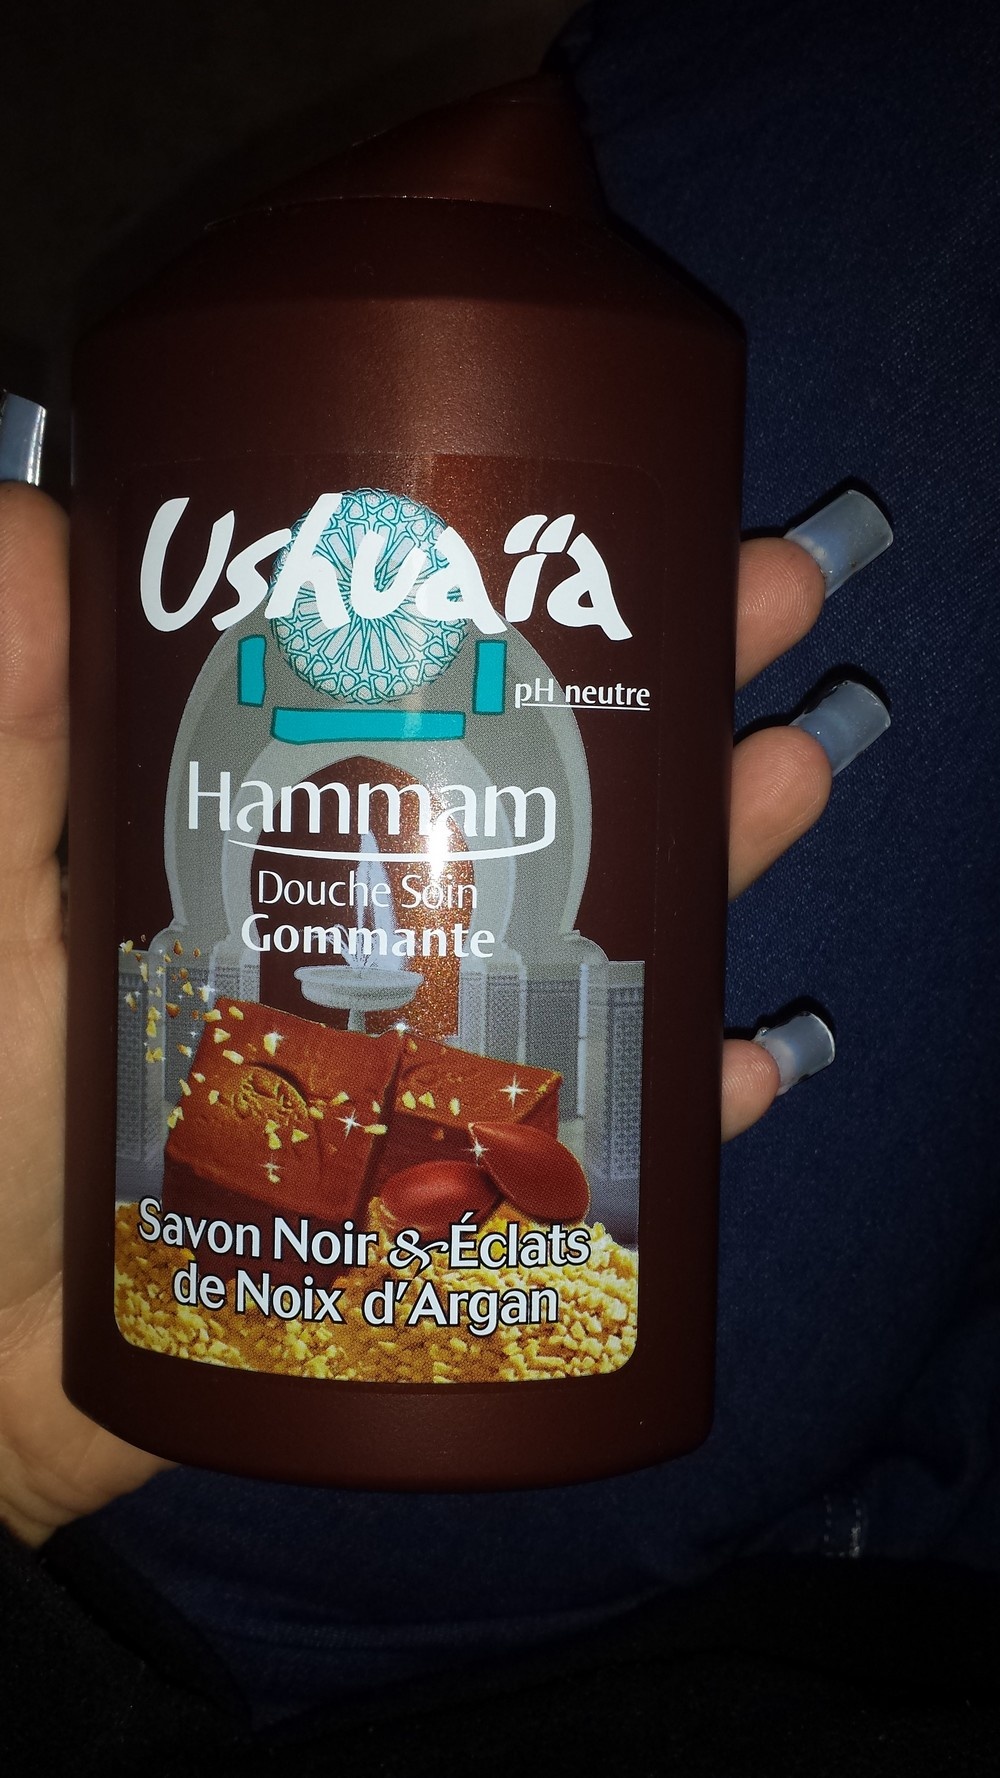 Ushuaïa
pH neutre
Hammam
Douche Soin
Gommante
Savon Noir & Éclats
de Noix d'Argan